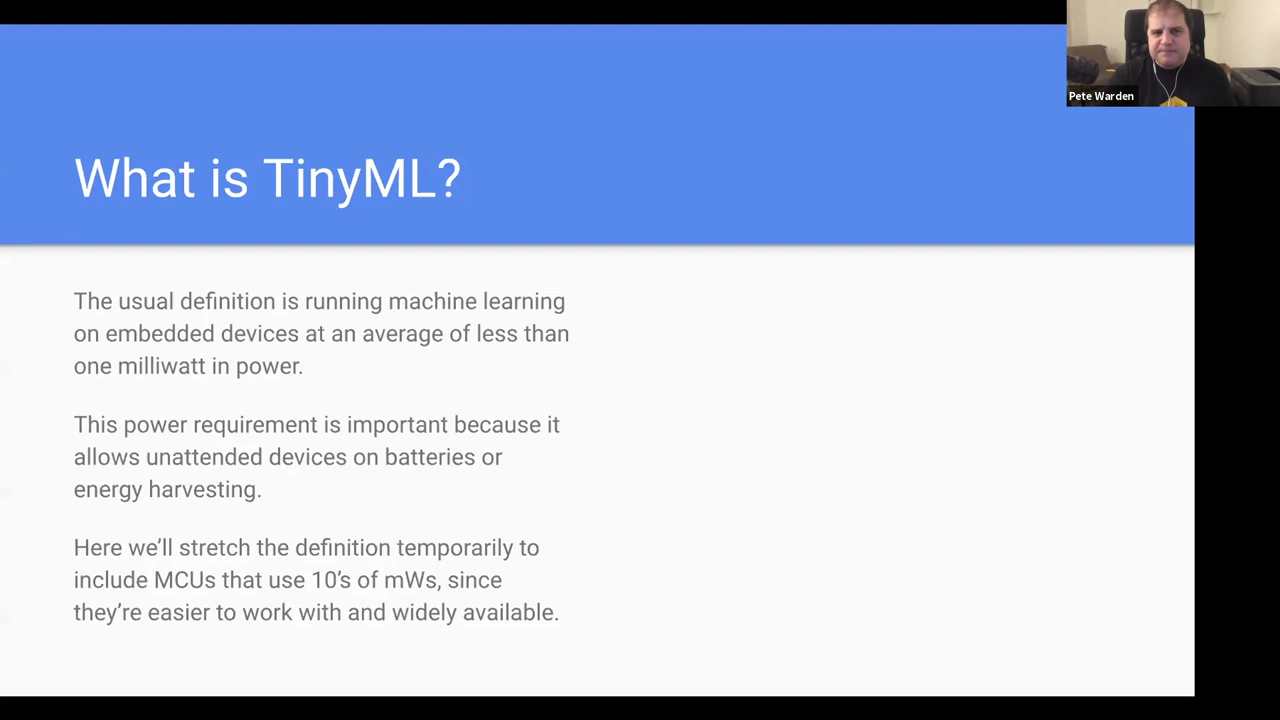 Pete Warden
What is TinyML?
The usual definition is running machine learning
on embedded devices at an average of less than
one milliwatt in power.
This power requirement is important because it
allows unattended devices on batteries or
energy harvesting.
Here we’ll stretch the definition temporarily to
include MCUs that use 10’s of mWs, since
they’re easier to work with and widely available.